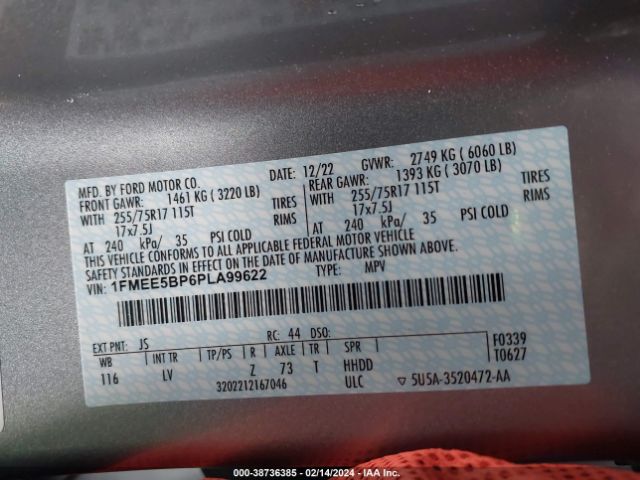 MFD. BY FORD MOTOR CO. DATE: 12/22 GVWR: 2749 KG ( 6060 LB)
FRONT GAWR: 1461 KG ( 3220 LB) REAR GAWR: 1393 KG ( 3070 LB)
WITH 255/75R17 115T TIRES WITH 255/75R17 115T TIRES
17x7.5J RIMS 17x7.5J RIMS
AT 240 kPa/ 35 PSI COLD AT 240 kPa/ 35 PSI COLD
THIS VEHICLE CONFORMS TO ALL APPLICABLE FEDERAL MOTOR VEHICLE
SAFETY STANDARDS IN EFFECT ON THE DATE OF MANUFACTURE SHOWN ABOVE.
VIN: 1FMEE5BP6PLA99622 TYPE: MPV
EXT PNT: JS RC: 44 DSO: F0339
WB INT TR TP/PS R AXLE TR SPR T0627
116 LV Z 73 T HHDD
3202212167046 ULC 5U5A-3520472-AA
000-38736385 - 02/14/2024 - IAAI.COM